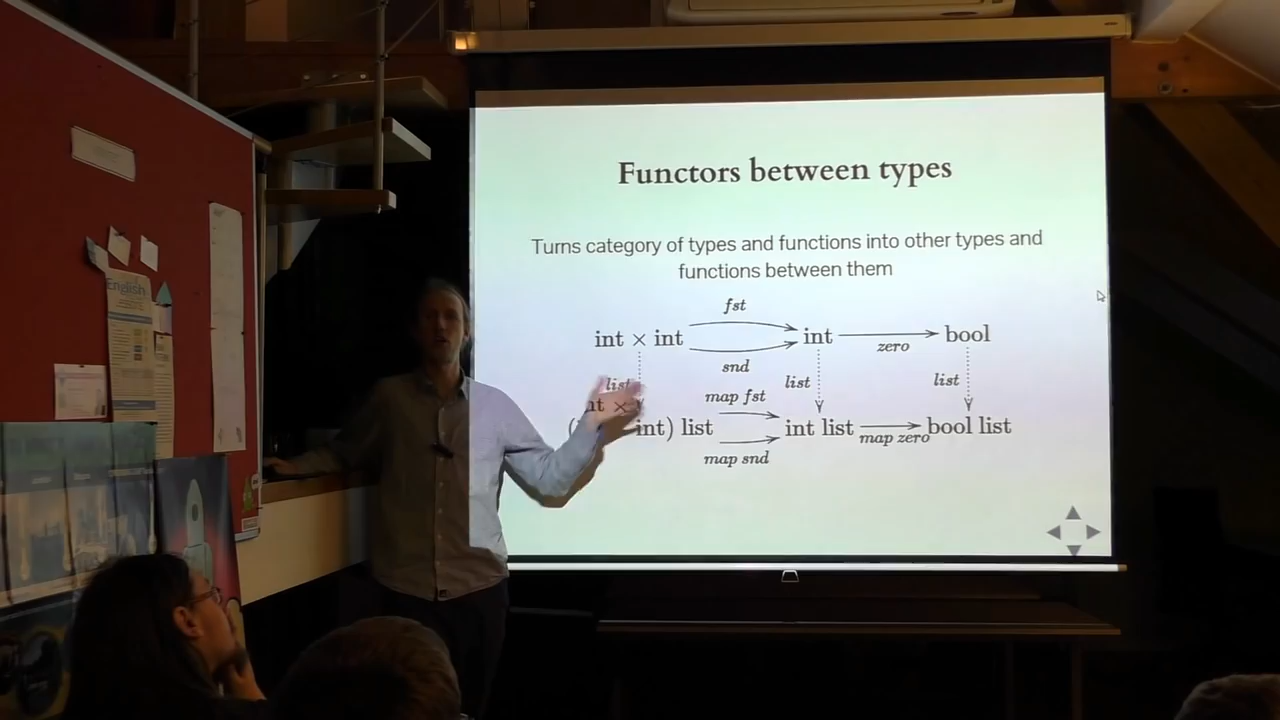 English
Functors between types
Turns category of types and functions into other types and
functions between them
fst
int × int
int
bool
zero
snd
list
list
list
map fst
int) list
int list
bool list
map zero
map snd